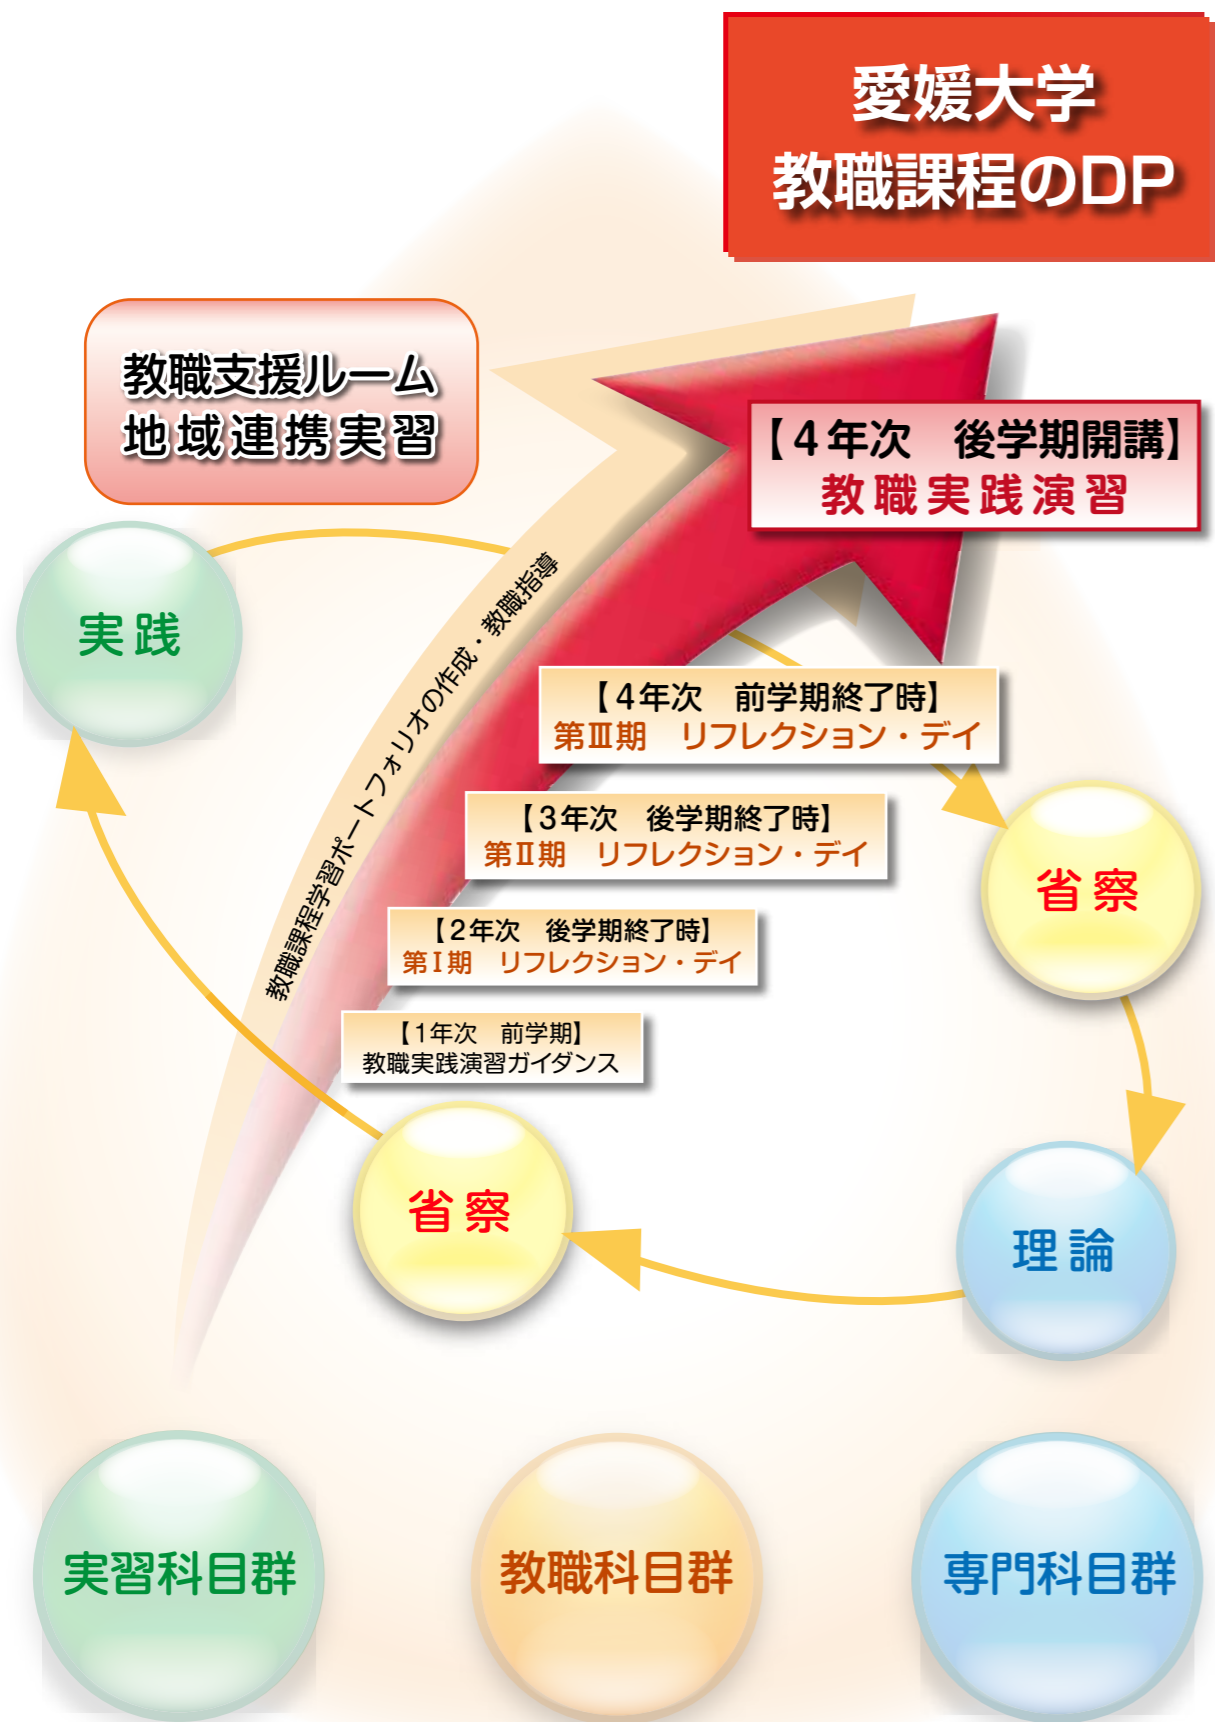 愛媛大学
教職課程のDP
教職支援ルーム
地域連携実習
【4年次　後学期開講】
教職実践演習
実践
教職課程学習ポートフォリオの作成・教職指導
【4年次　前学期終了時】
第Ⅲ期　リフレクション・デイ
【3年次　後学期終了時】
第Ⅱ期　リフレクション・デイ
省察
【2年次　後学期終了時】
第Ⅰ期　リフレクション・デイ
【1年次　前学期】
教職実践演習ガイダンス
省察
理論
実習科目群
教職科目群
専門科目群